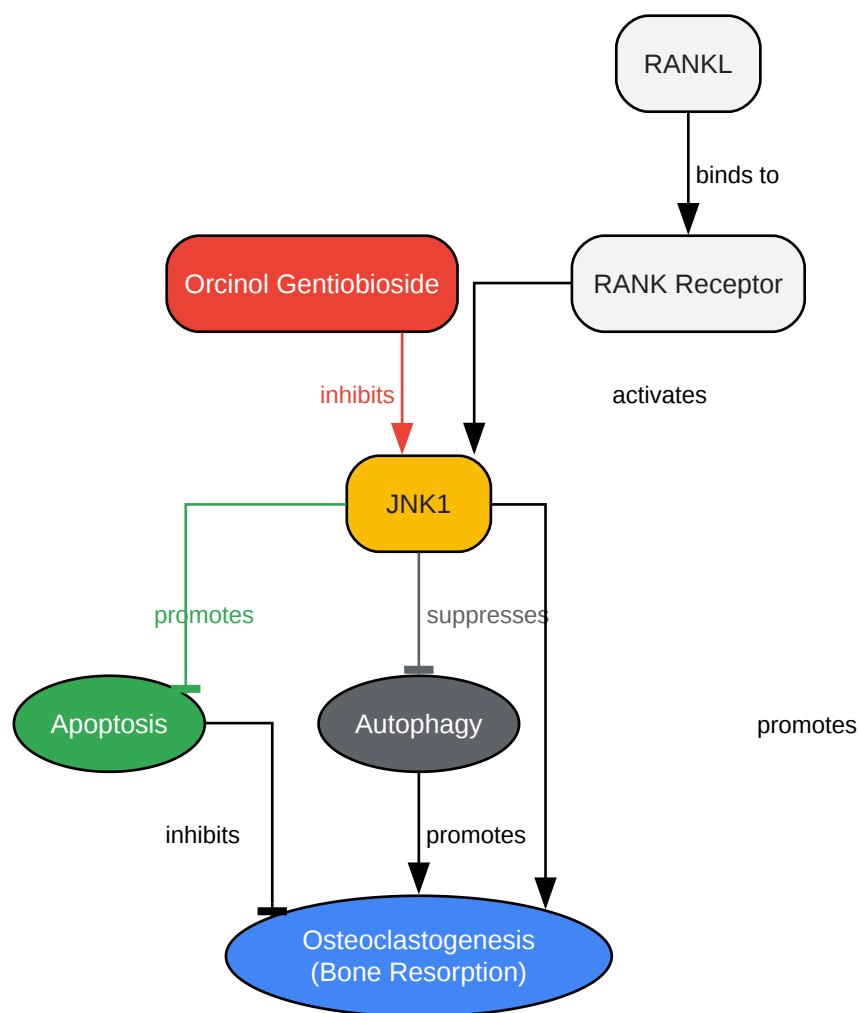 RANKL
binds to
Orcinol Gentiobioside
RANK Receptor
inhibits
activates
JNK1
promotes
suppresses
Apoptosis
Autophagy
promotes
inhibits
promotes
Osteoclastogenesis
(Bone Resorption)